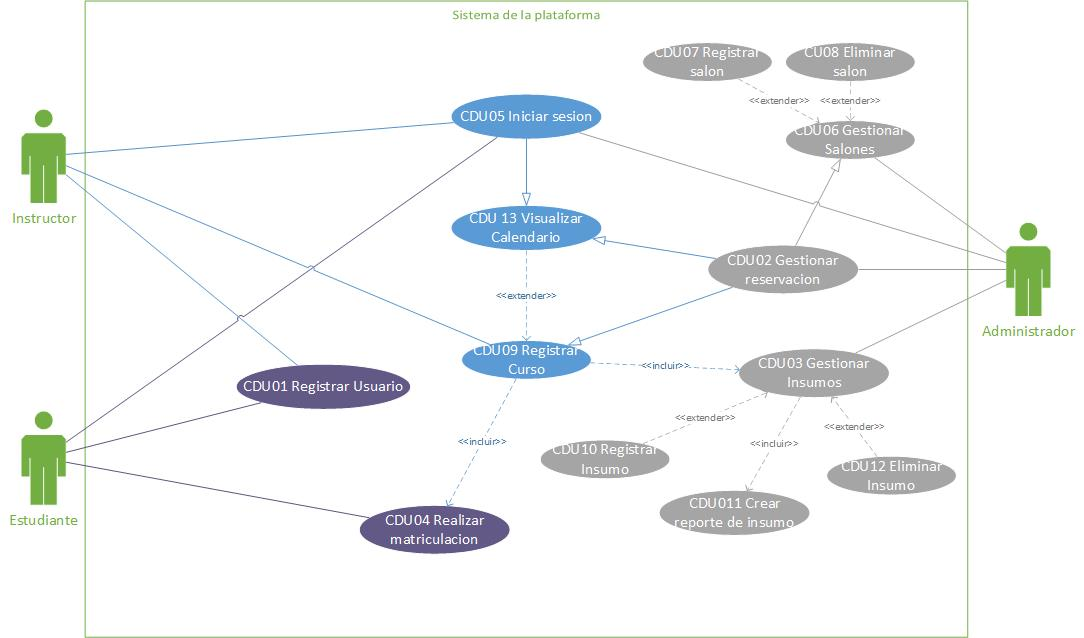 Sistema de la plataforma
CDU07 Registrar
salon
CU08 Eliminar
salon
<<extender>>
<<extender>>
CDU05 Iniciar sesion
CDU06 Gestionar
Salones
Instructor
CDU 13 Visualizar
Calendario
CDU02 Gestionar
reservacion
Administrador
<<extender>>
CDU09 Registrar
Curso
<<incluir>>
CDU03 Gestionar
Insumos
CDU01 Registrar Usuario
<<extender>>
<<extender>>
<<incluir>>
<<incluir>>
CDU10 Registrar
Insumo
CDU12 Eliminar
Insumo
CDU011 Crear
reporte de insumo
Estudiante
CDU04 Realizar
matriculacion